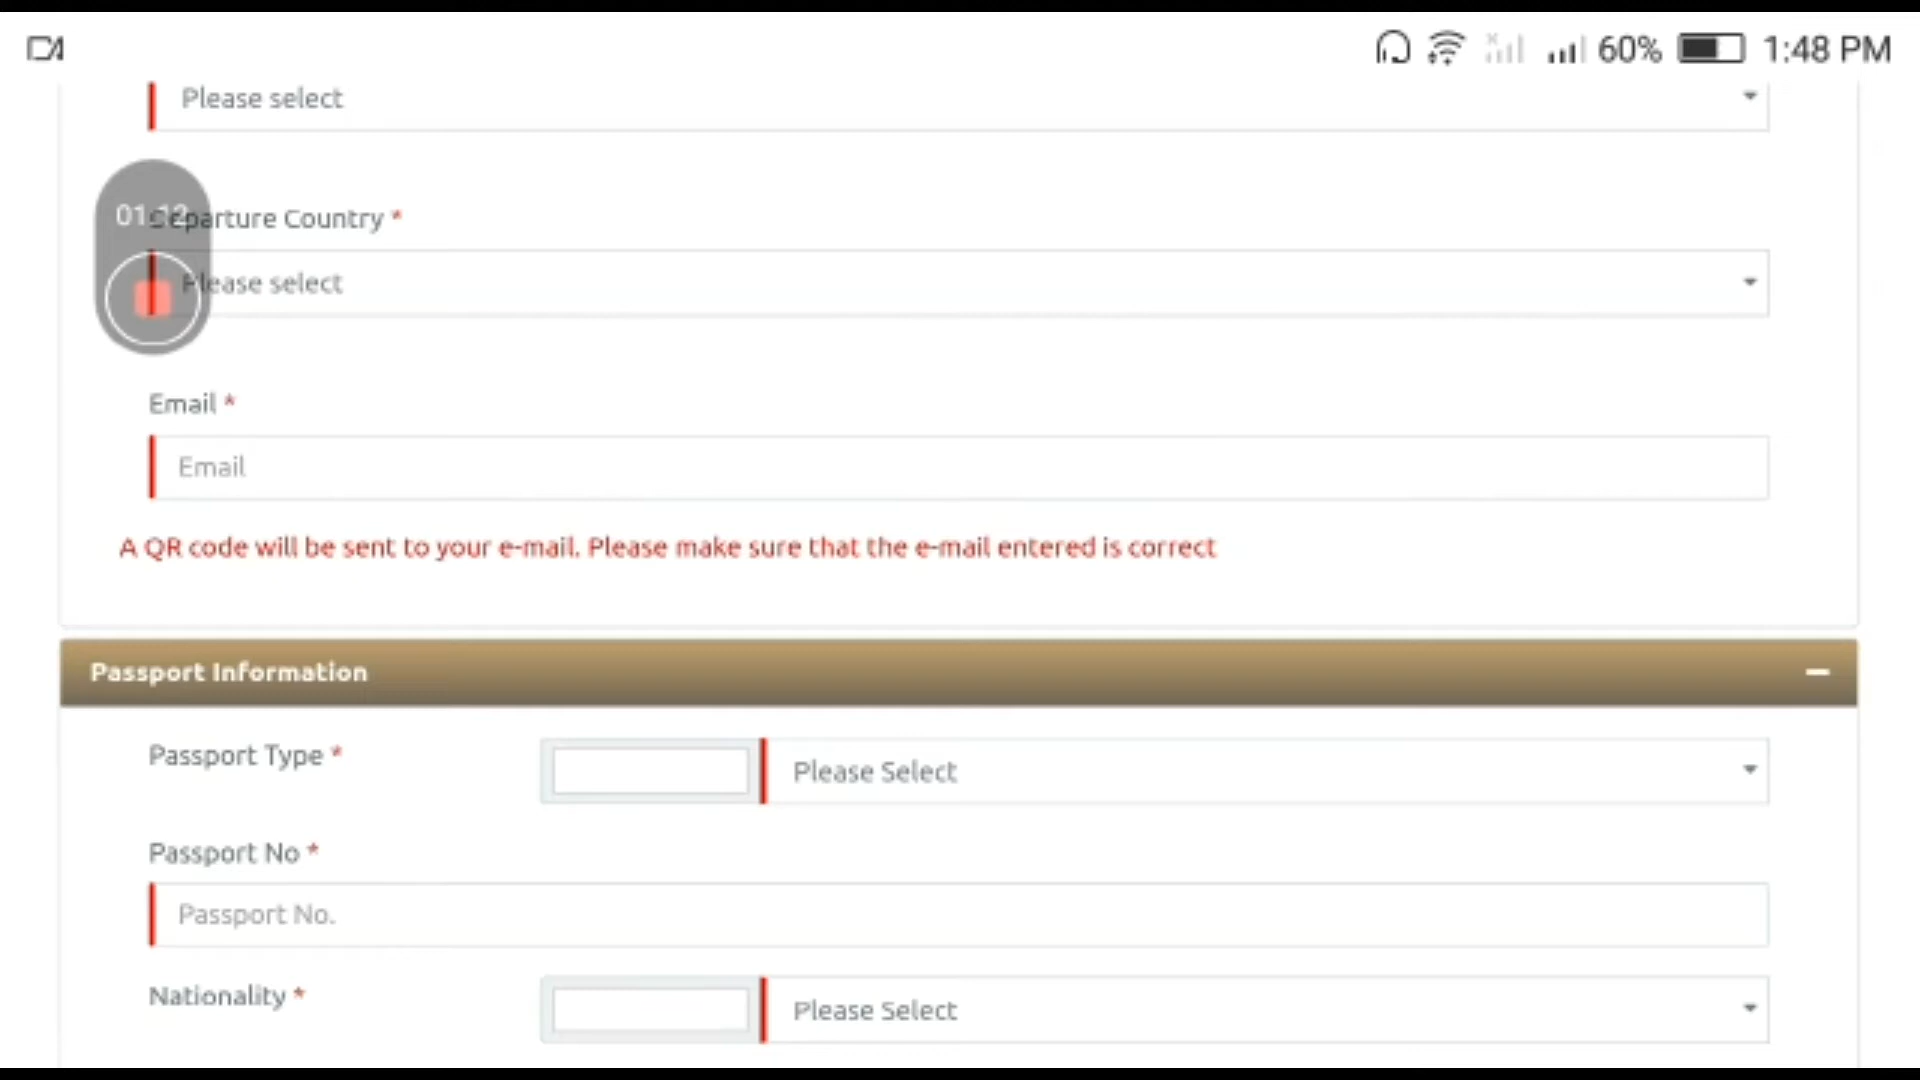 60% 1:48 PM
Please select
01:12
Departure Country *
Please select
Email *
Email
A QR code will be sent to your e-mail. Please make sure that the e-mail entered is correct
Passport Information
Passport Type *
Please Select
Passport No *
Passport No.
Nationality *
Please Select